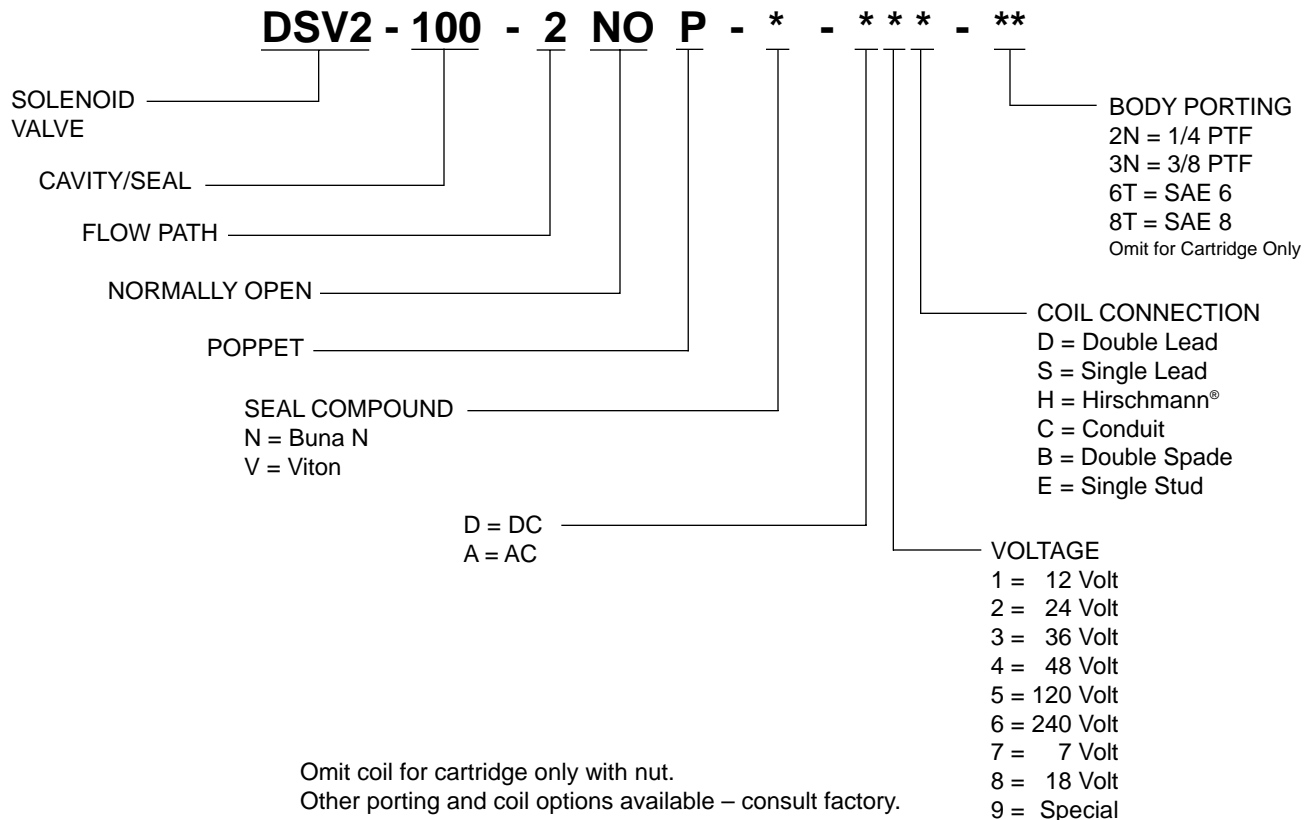 DSV2 - 100 - 2 NO P - * - * * * - **
SOLENOID
VALVE
CAVITY/SEAL
FLOW PATH
NORMALLY OPEN
POPPET
SEAL COMPOUND
N = Buna N
V = Viton
D = DC
A = AC
BODY PORTING
2N = 1/4 PTF
3N = 3/8 PTF
6T = SAE 6
8T = SAE 8
Omit for Cartridge Only
COIL CONNECTION
D = Double Lead
S = Single Lead
H = Hirschmann®
C = Conduit
B = Double Spade
E = Single Stud
VOLTAGE
1 = 12 Volt
2 = 24 Volt
3 = 36 Volt
4 = 48 Volt
5 = 120 Volt
6 = 240 Volt
7 = 7 Volt
8 = 18 Volt
9 = Special
Omit coil for cartridge only with nut.
Other porting and coil options available – consult factory.